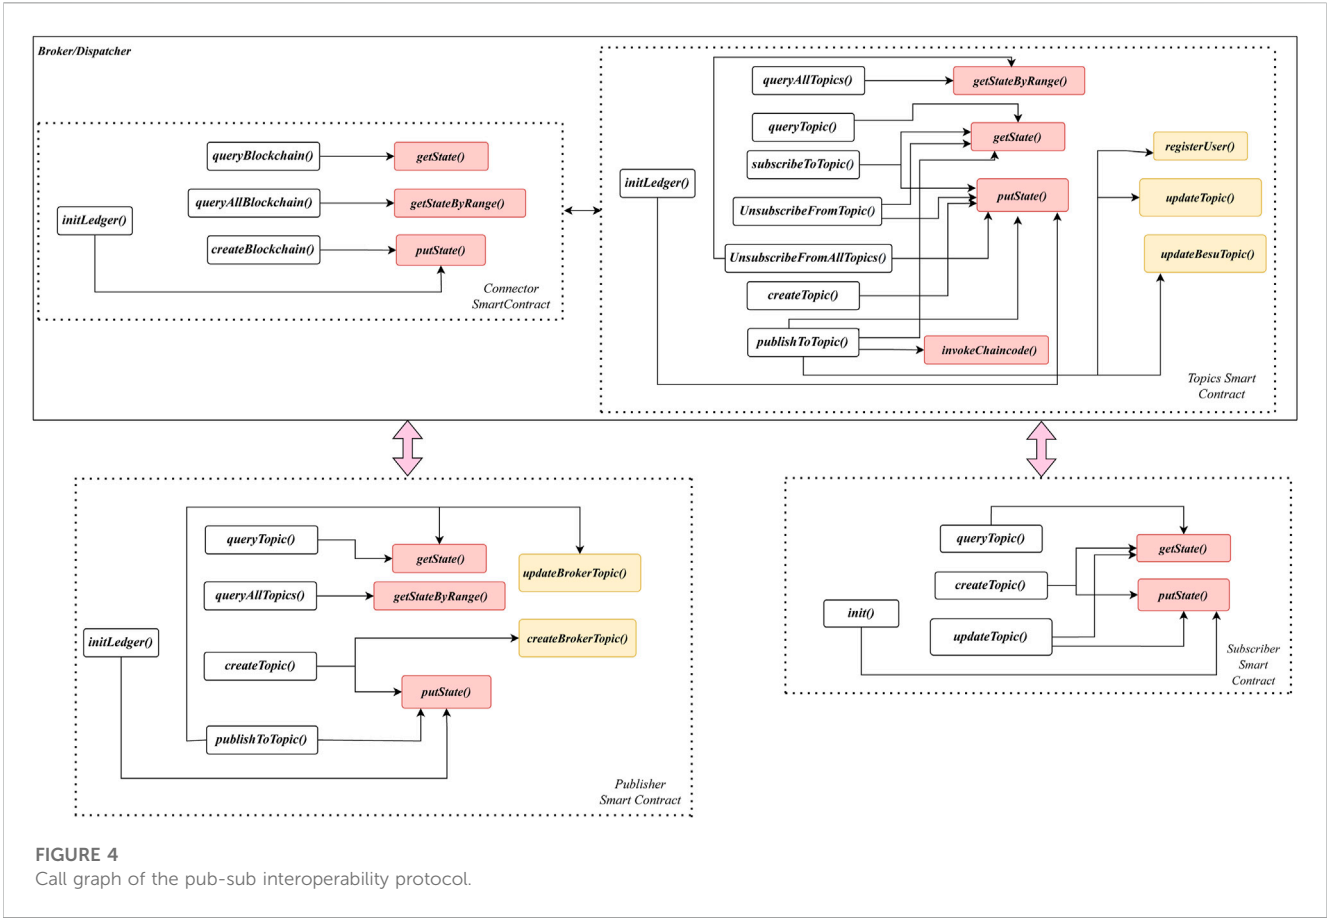 Broker/Dispatcher
queryBlockchain()
getState()
queryAllBlockchain()
getStateByRange()
initLedger()
createBlockchain()
putState()
Connector
SmartContract
queryAllTopics()
getStateByRange()
queryTopic()
getState()
subscribeToTopic()
registerUser()
initLedger()
putState()
updateTopic()
UnsubscribeFromTopic()
UnsubscribeFromAllTopics()
updateBesuTopic()
createTopic()
publishToTopic()
invokeChaincode()
Topics Smart
Contract
queryTopic()
getState()
updateBrokerTopic()
queryAllTopics()
getStateByRange()
initLedger()
createBrokerTopic()
createTopic()
putState()
publishToTopic()
Publisher
Smart Contract
queryTopic()
getState()
createTopic()
putState()
init()
updateTopic()
Subscriber
Smart
Contract
FIGURE 4
Call graph of the pub-sub interoperability protocol.